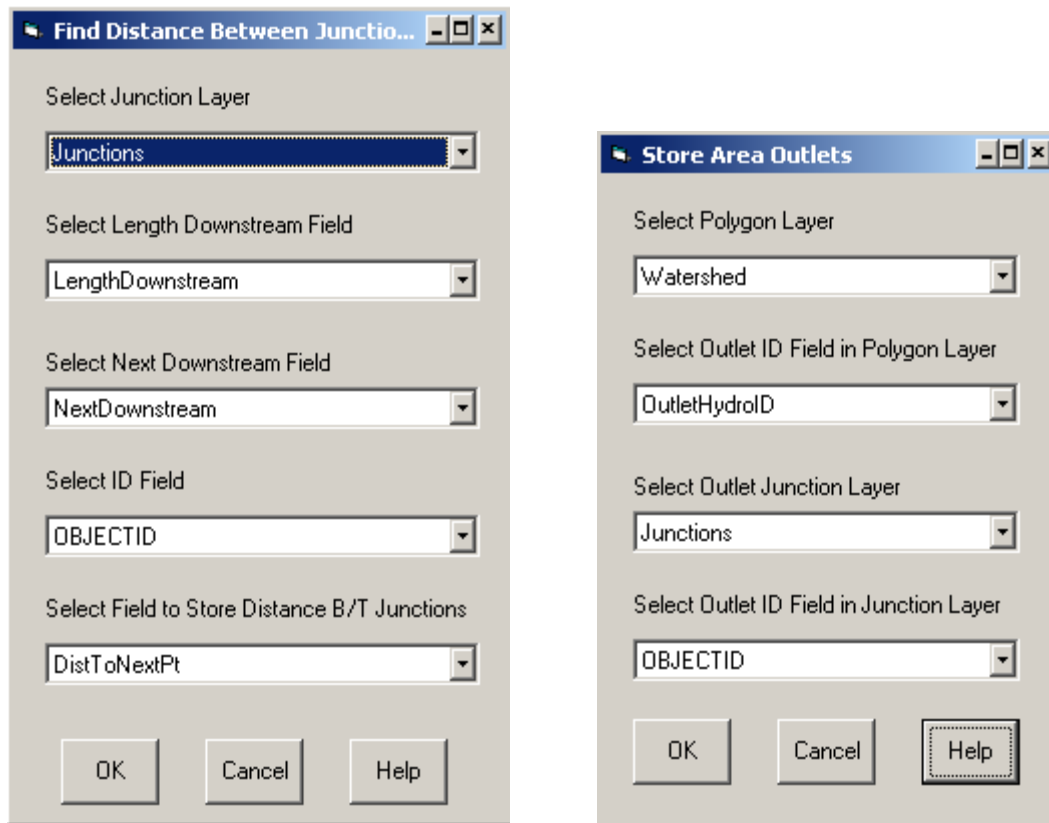 Find Distance Between Junctio...
Select Junction Layer
Junctions
Select Length Downstream Field
LengthDownstream
Select Next Downstream Field
NextDownstream
Select ID Field
OBJECTID
Select Field to Store Distance B/T Junctions
DistToNextPt
OK Cancel Help
Store Area Outlets
Select Polygon Layer
Watershed
Select Outlet ID Field in Polygon Layer
OutletHydroID
Select Outlet Junction Layer
Junctions
Select Outlet ID Field in Junction Layer
OBJECTID
OK Cancel Help